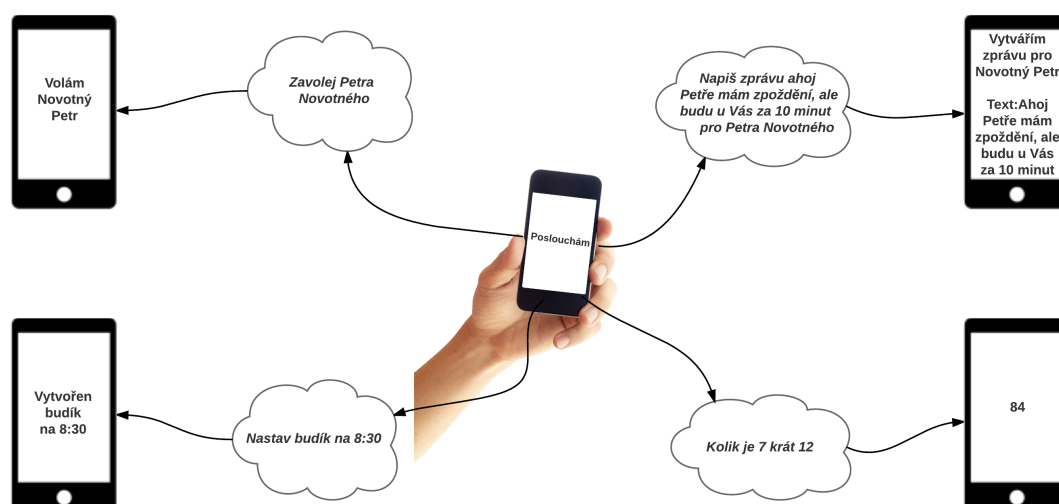 Volám
Novotný
Petr
Zavolej Petra
Novotného
Napiš zprávu ahoj
Petře mám zpoždění, ale
budu u Vás za 10 minut
pro Petra Novotného
Vytvářím
zprávu pro
Novotný Petr
Text:Ahoj
Petře mám
zpoždění, ale
budu u Vás
za 10 minut
Poslouchám
Vytvořen
budík
na 8:30
Nastav budík na 8:30
Kolik je 7 krát 12
84